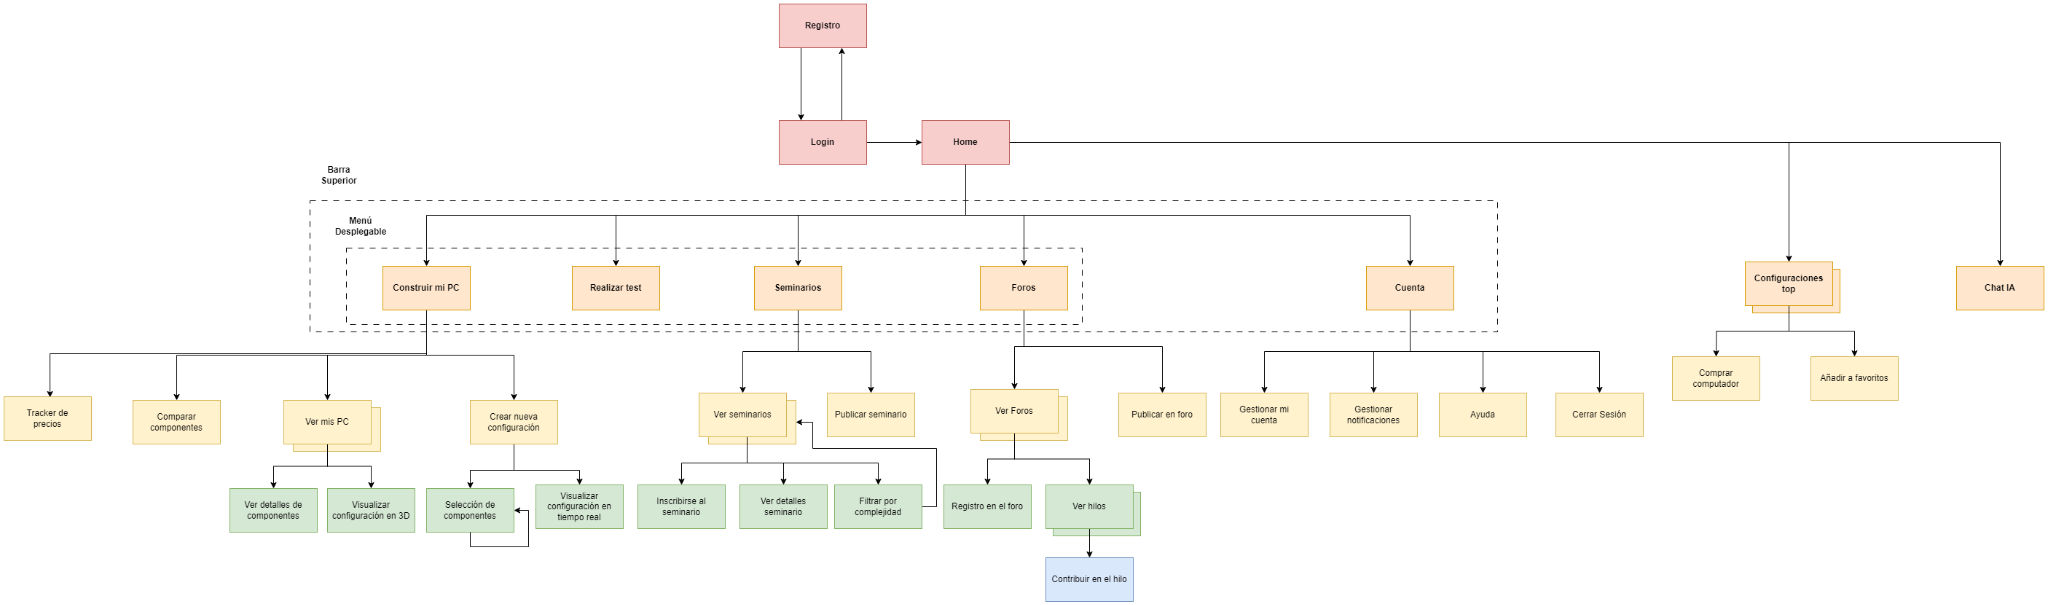 Registro
Login
Home
Barra
Superior
Menú
Desplegable
Construir mi PC
Realizar test
Seminarios
Foros
Cuenta
Configuraciones
top
Chat IA
Tracker de
precios
Comparar
componentes
Ver mis PC
Crear nueva
configuración
Ver seminarios
Publicar seminario
Ver Foros
Publicar en foro
Gestionar mi
cuenta
Gestionar
notificaciones
Ayuda
Cerrar Sesión
Comprar
computador
Añadir a favoritos
Ver detalles de
componentes
Visualizar
configuración en 3D
Selección de
componentes
Visualizar
configuración en
tiempo real
Inscribirse al
seminario
Ver detalles
seminario
Filtrar por
complejidad
Registro en el foro
Ver hilos
Contribuir en el hilo